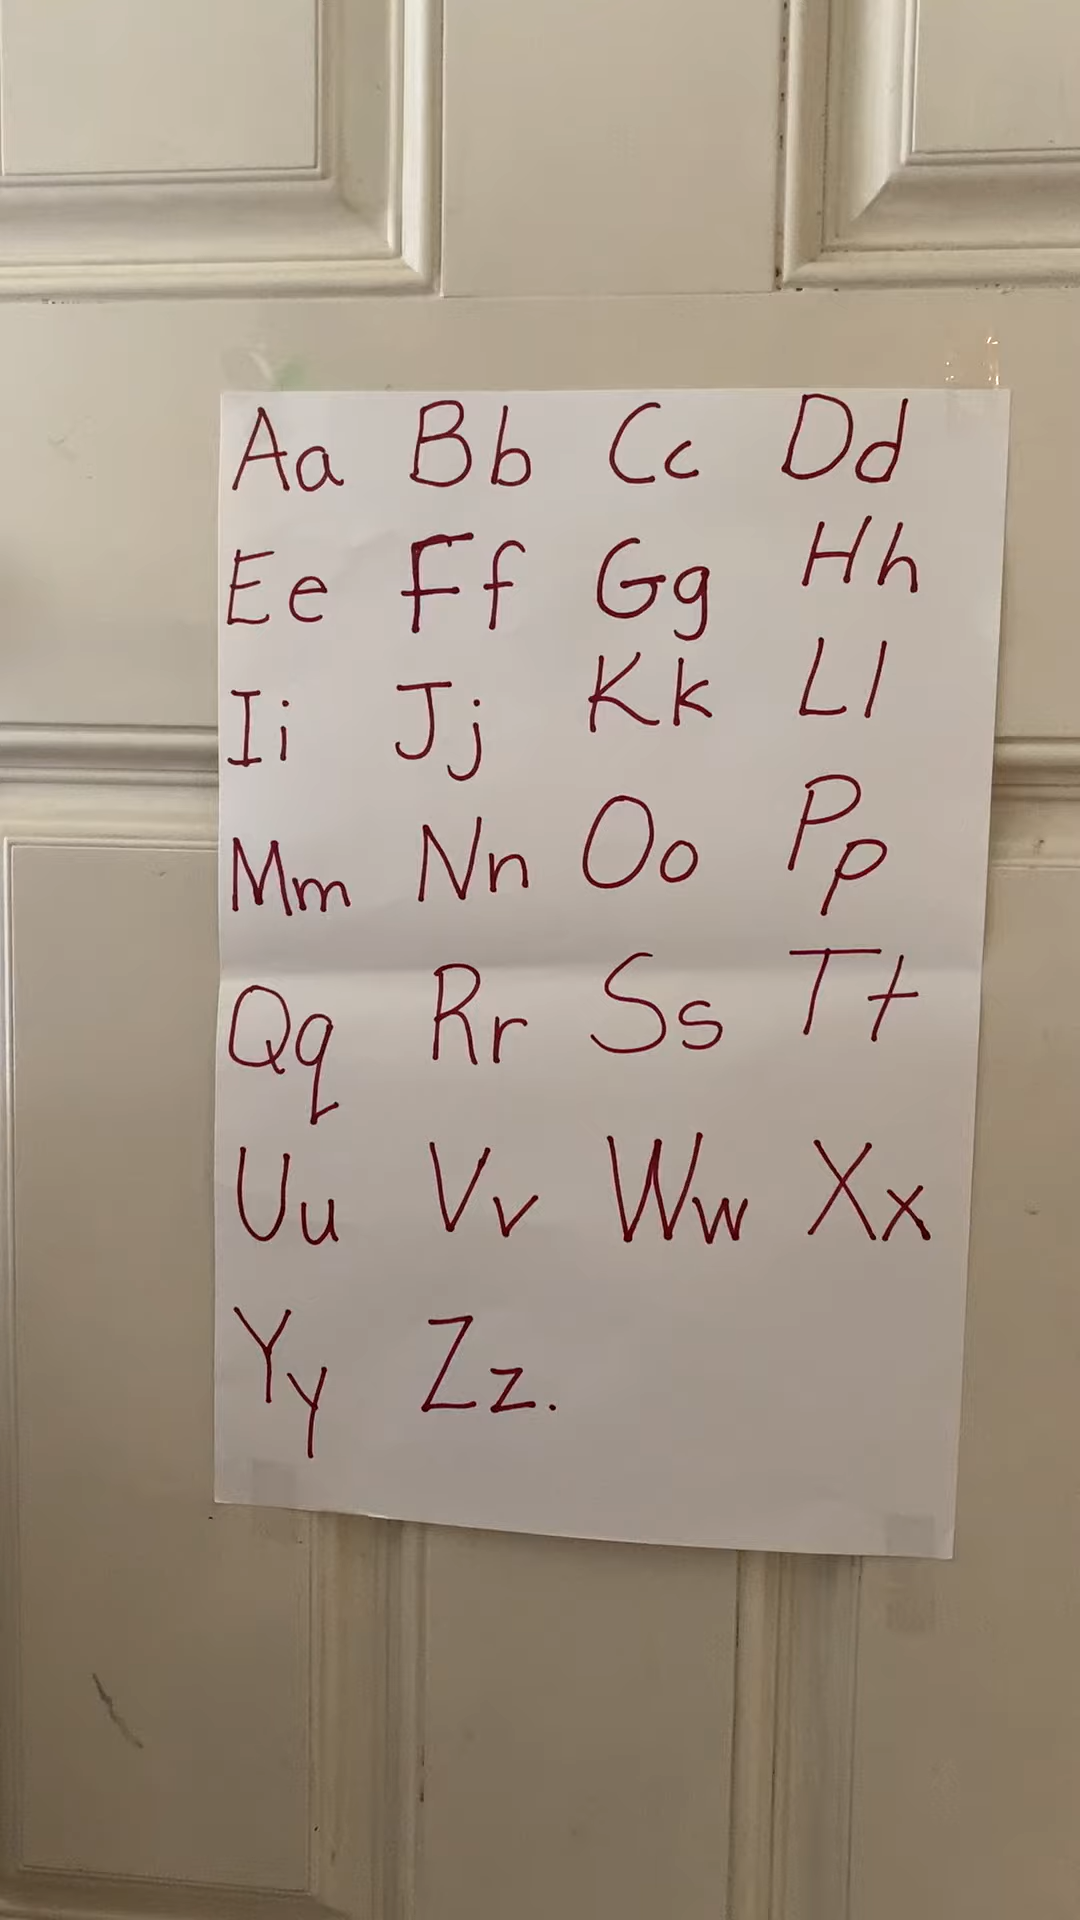 Aa Bb Cc Dd
Ee Ff Gg Hh
Ii Jj Kk Ll
Mm Nn Oo Pp
Qq Rr Ss Tt
Uu Vv Ww Xx
Yy Zz.